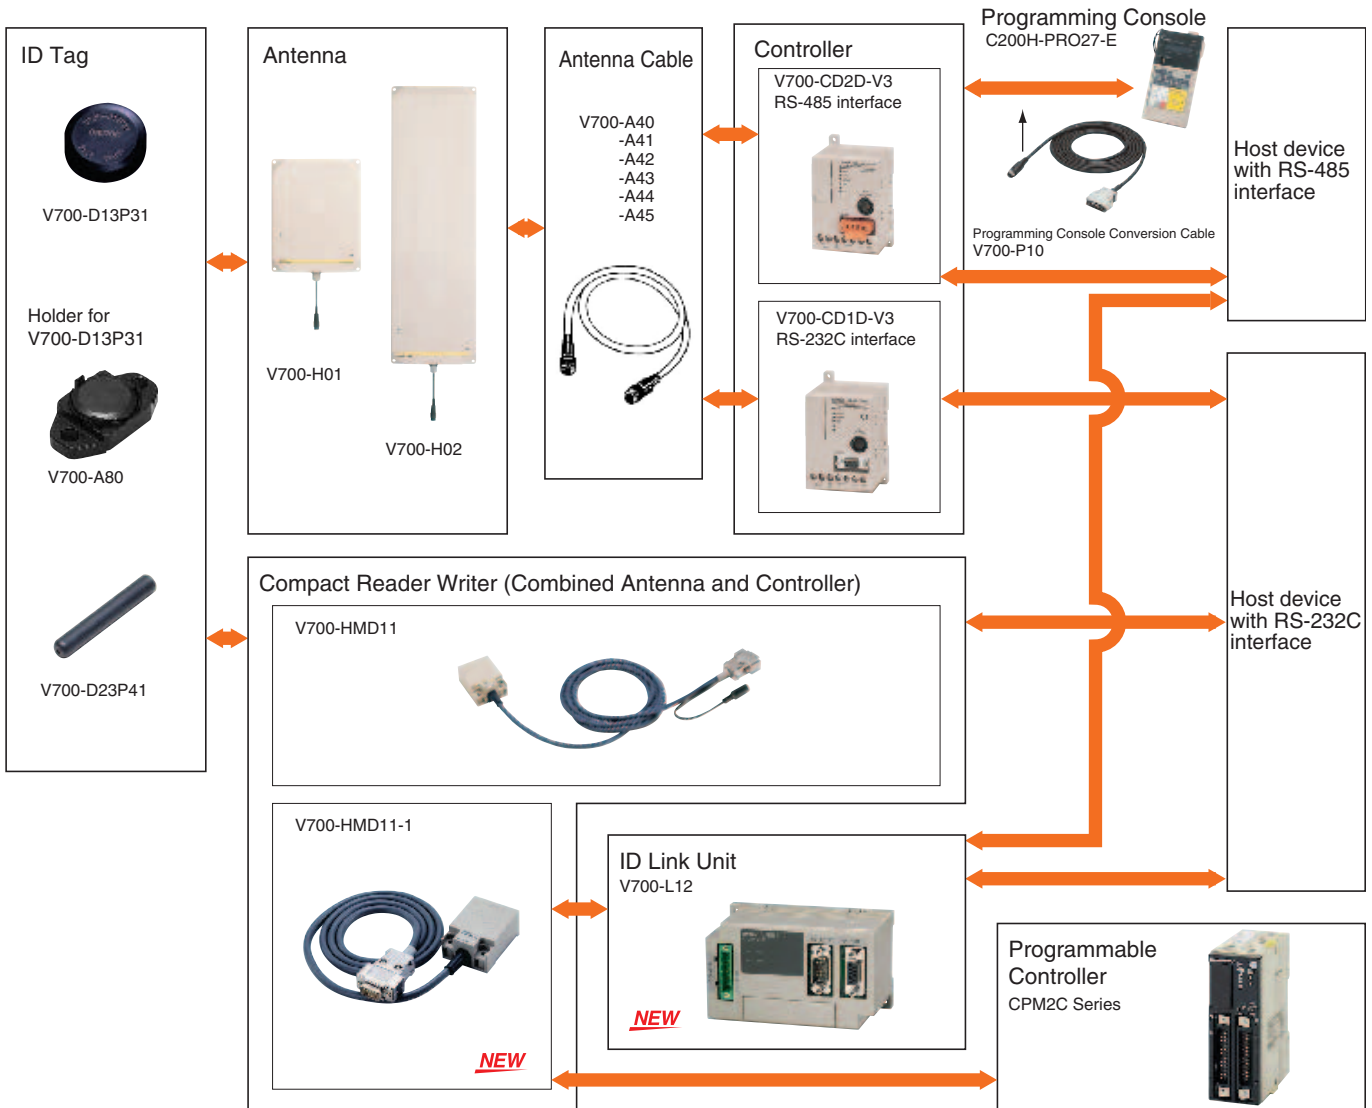 ID Tag
V700-D13P31
Holder for
V700-D13P31
V700-A80
V700-D23P41
Antenna
V700-H01
V700-H02
Antenna Cable
V700-A40
-A41
-A42
-A43
-A44
-A45
Controller
V700-CD2D-V3
RS-485 interface
V700-CD1D-V3
RS-232C interface
Programming Console
C200H-PRO27-E
Programming Console Conversion Cable
V700-P10
Host device
with RS-485
interface
Host device
with RS-232C
interface
Compact Reader Writer (Combined Antenna and Controller)
V700-HMD11
V700-HMD11-1
NEW
ID Link Unit
V700-L12
NEW
Programmable
Controller
CPM2C Series